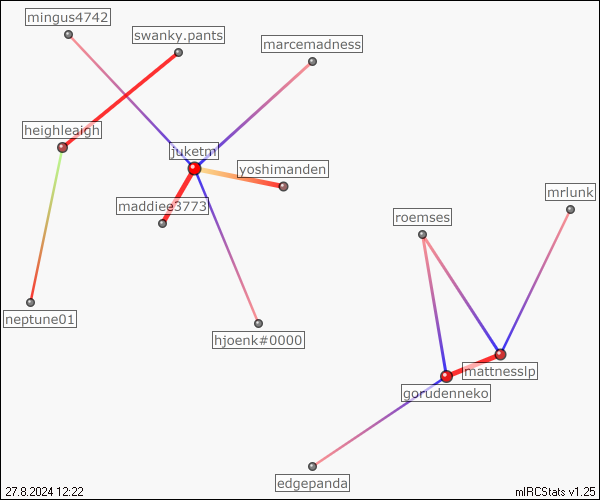 mingus4742
swanky.pants
marcemadness
heighleaigh
juketm
yoshimanden
maddiee3773
mrlunk
roemses
neptune01
hjoenk#0000
mattnesslp
gorudenneko
edgepanda
27.8.2024 12:22
mIRCStats v1.25